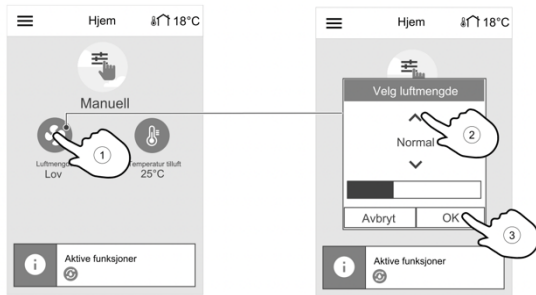 Hjem
18°C
Manuell
1
Temperatur tilluft
Lov
25°C
i
Aktive funksjoner
Hjem
18°C
Velg luftmengde
2
Normal
Avbryt
OK
3
i
Aktive funksjoner